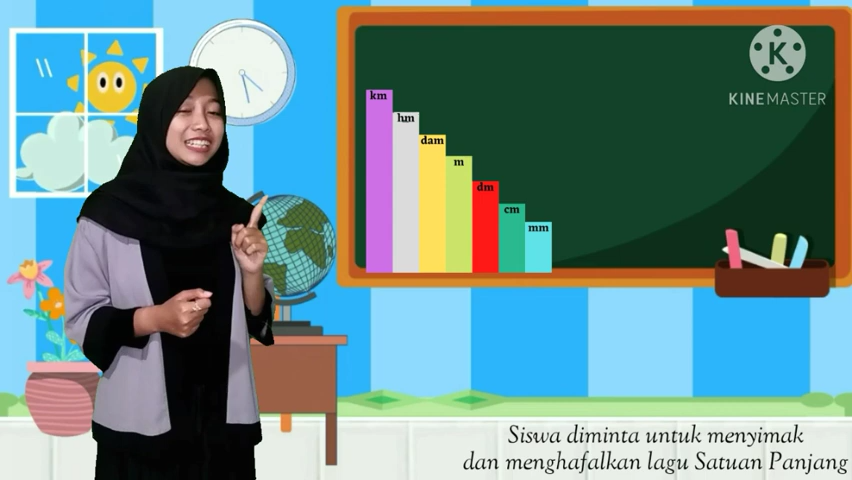 KINEMASTER
km
hm
dam
m
dm
cm
mm
Siswa diminta untuk menyimak
dan menghafalkan lagu Satuan Panjang